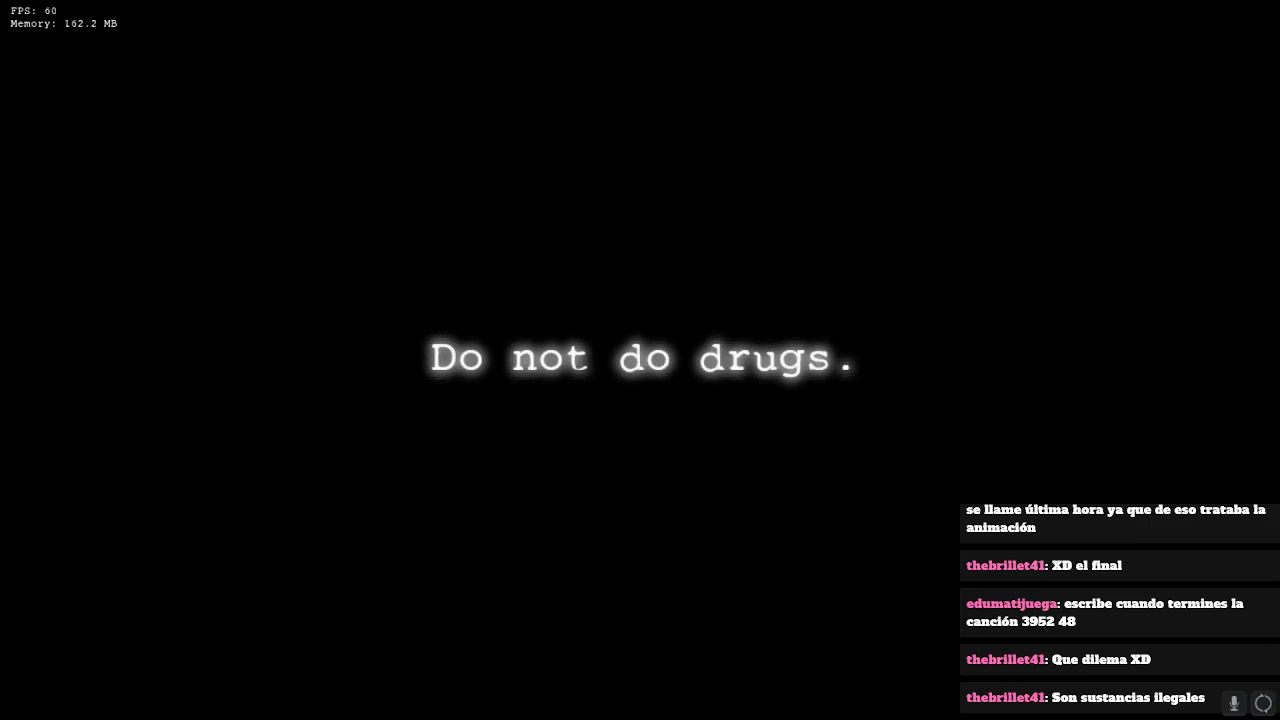 FPS: 60
Memory: 162.2 MB
Do not do drugs.
se llame última hora ya que de eso trataba la
animación
thebrillet41: XD el final
edumatijuega: escribe cuando termines la
canción 3952 48
thebrillet41: Que dilema XD
thebrillet41: Son sustancias ilegales